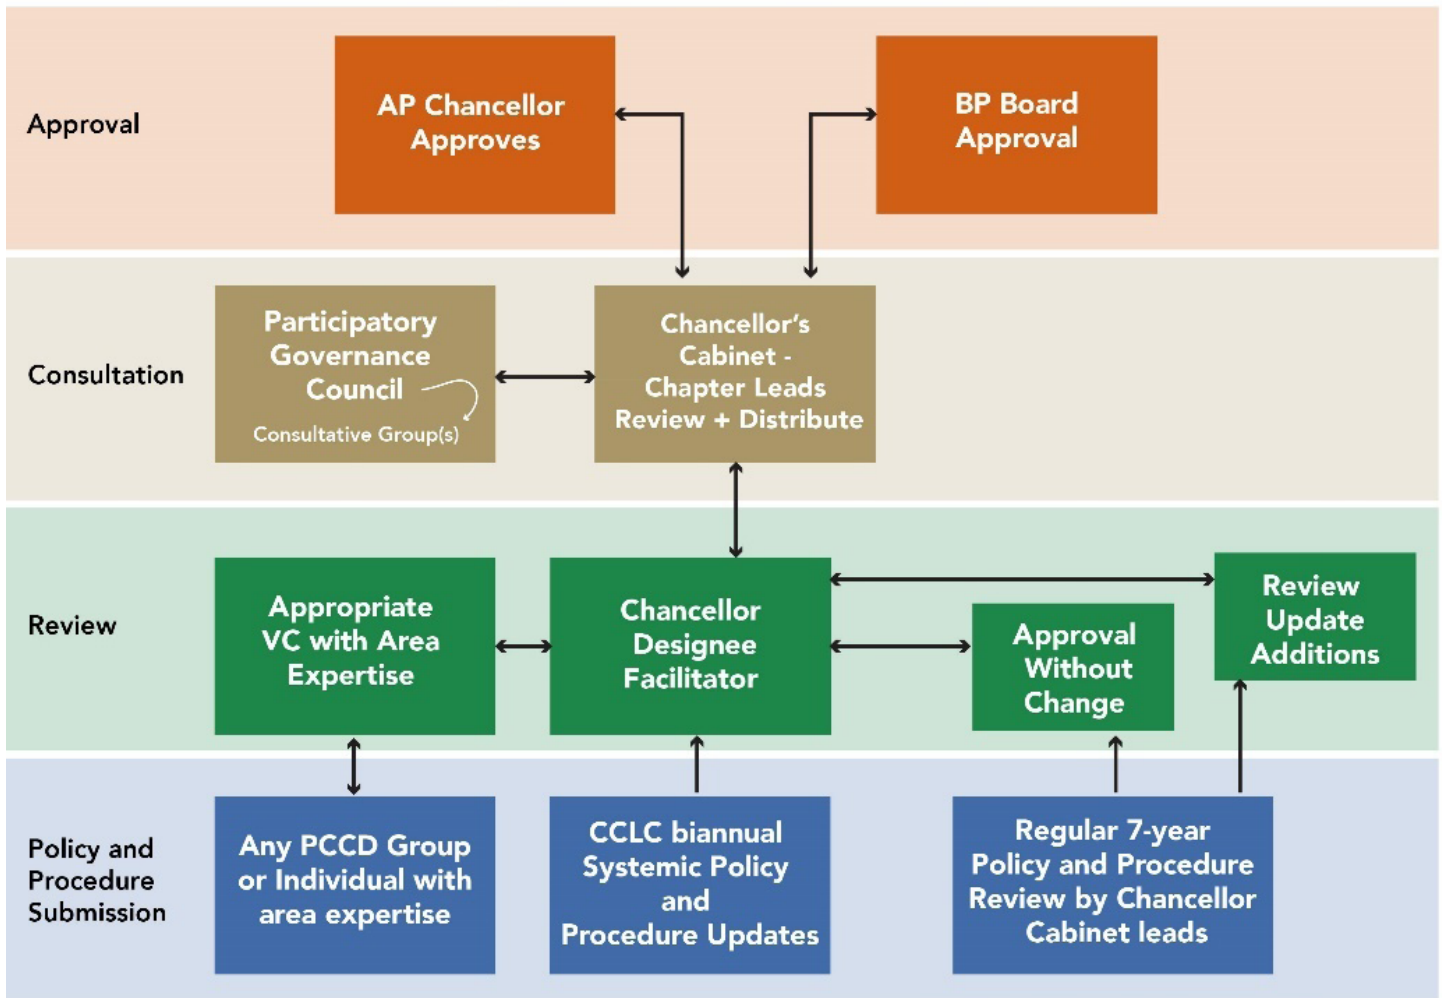 Approval
AP Chancellor
Approves
BP Board
Approval
Consultation
Participatory
Governance
Council
Consultative Group(s)
Chancellor's
Cabinet -
Chapter Leads
Review + Distribute
Review
Appropriate
VC with Area
Expertise
Chancellor
Designee
Facilitator
Approval
Without
Change
Review
Update
Additions
Policy and
Procedure
Submission
Any PCCD Group
or Individual with
area expertise
CCLC biannual
Systemic Policy
and
Procedure Updates
Regular 7-year
Policy and Procedure
Review by Chancellor
Cabinet leads